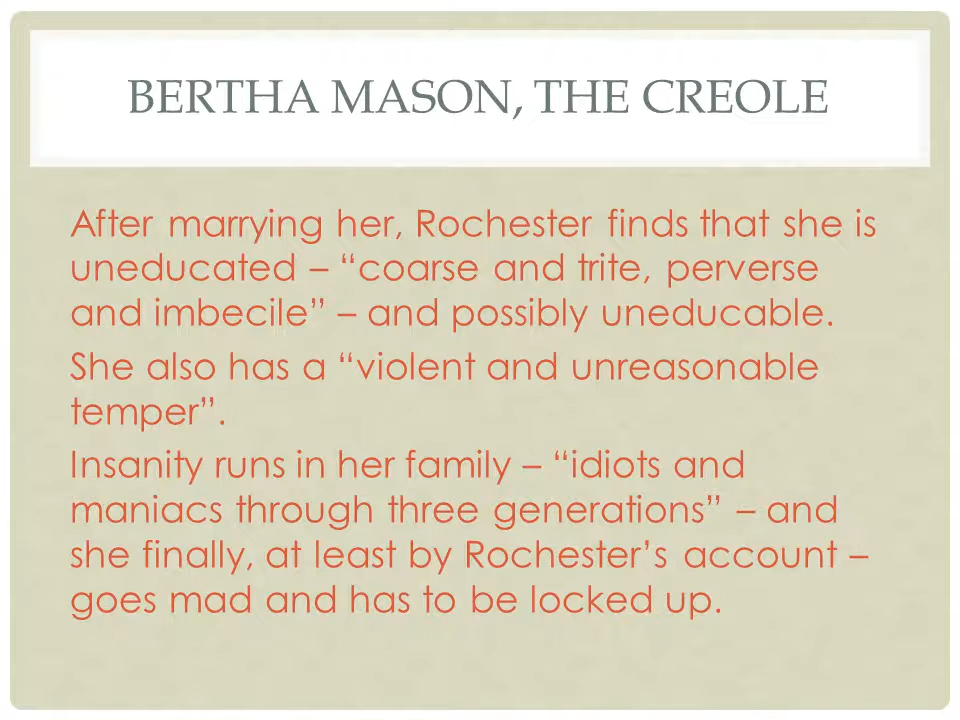 BERTHA MASON, THE CREOLE
After marrying her, Rochester finds that she is
uneducated – “coarse and trite, perverse
and imbecile” – and possibly uneducable.
She also has a “violent and unreasonable
temper”.
Insanity runs in her family – “idiots and
maniacs through three generations” – and
she finally, at least by Rochester’s account –
goes mad and has to be locked up.